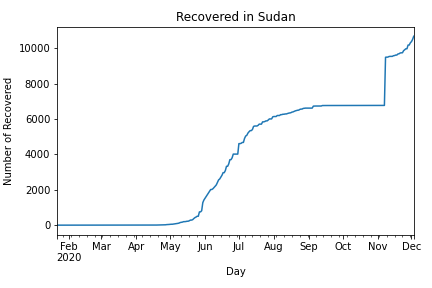 Recovered in Sudan
Number of Recovered
10000
8000
6000
4000
2000
0
Feb Mar Apr May Jun Jul Aug Sep Oct Nov Dec
2020
Day